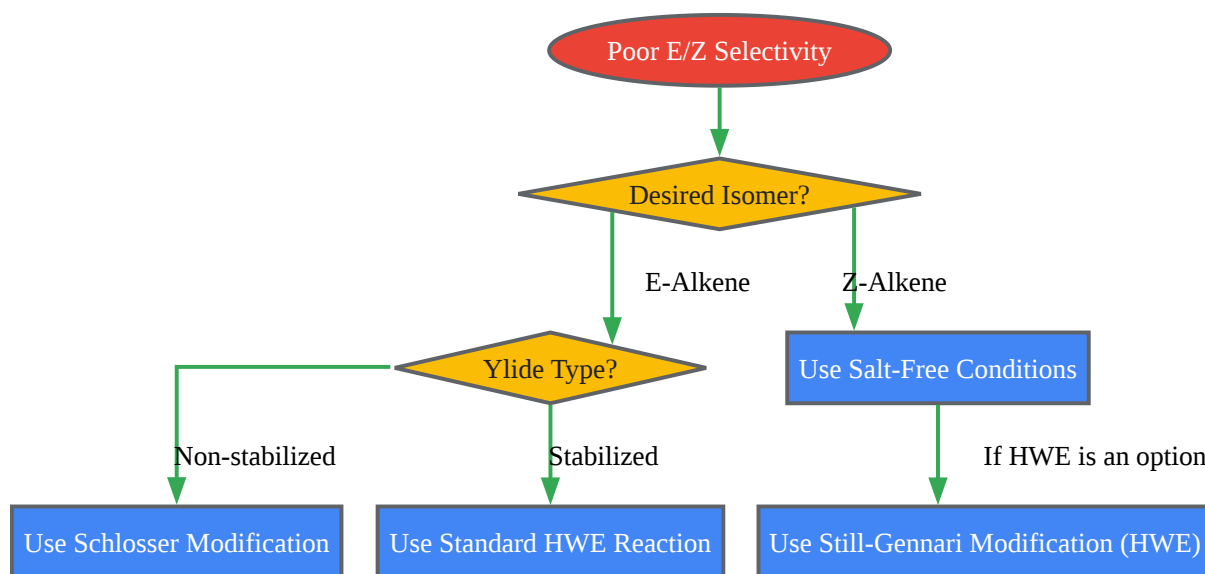 Poor E/Z Selectivity
Desired Isomer?
E-Alkene
Z-Alkene
Ylide Type?
Use Salt-Free Conditions
Non-stabilized
Stabilized
If HWE is an option
Use Schlosser Modification
Use Standard HWE Reaction
Use Still-Gennari Modification (HWE)